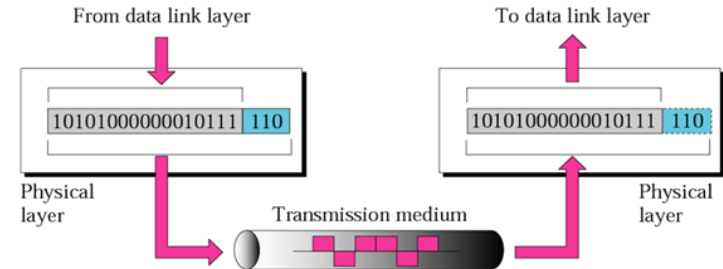 From data link layer
To data link layer
10101000000010111 110
10101000000010111 110
Physical
layer
Transmission medium
Physical
layer